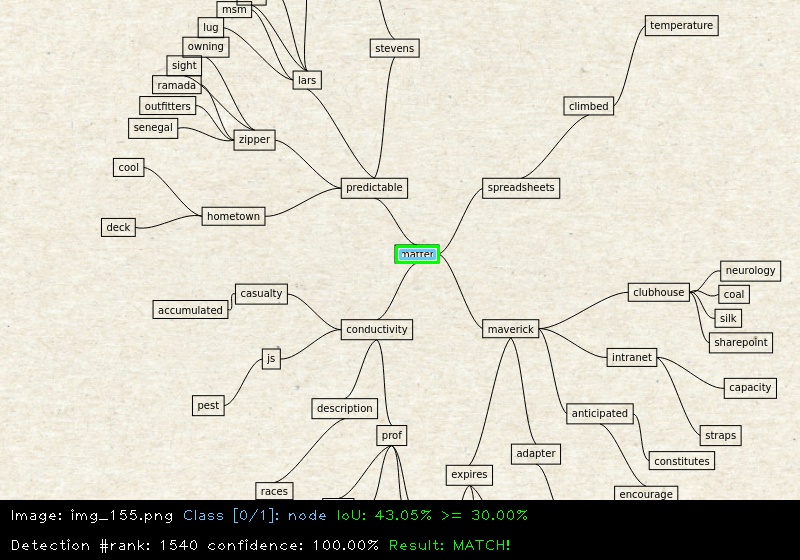 msm
lug
owning
sight
ramada
outfitters
senegal
lars
stevens
zipper
temperature
climbed
cool
hometown
deck
predictable
spreadsheets
matter
casualty
accumulated
conductivity
js
pest
description
prof
races
maverick
clubhouse
neurology
coal
silk
sharepoint
intranet
capacity
straps
anticipated
constitutes
encourage
adapter
expires
Image: img_155.png Class [0/1]: node IoU: 43.05% >= 30.00%
Detection #rank: 1540 confidence: 100.00% Result: MATCH!